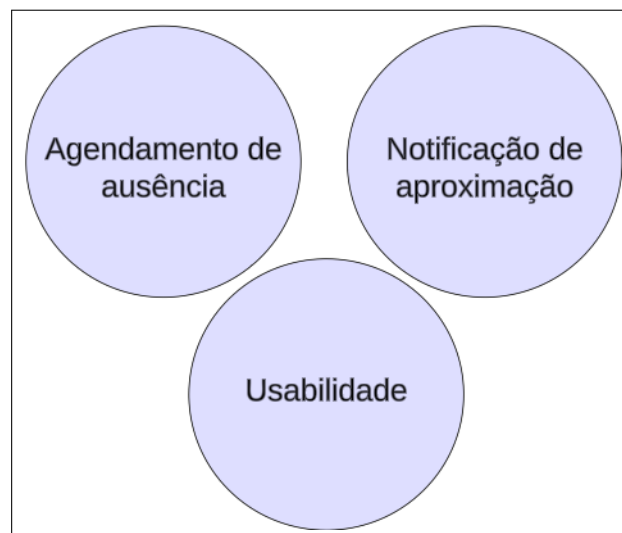 Agendamento de
ausência
Notificação de
aproximação
Usabilidade